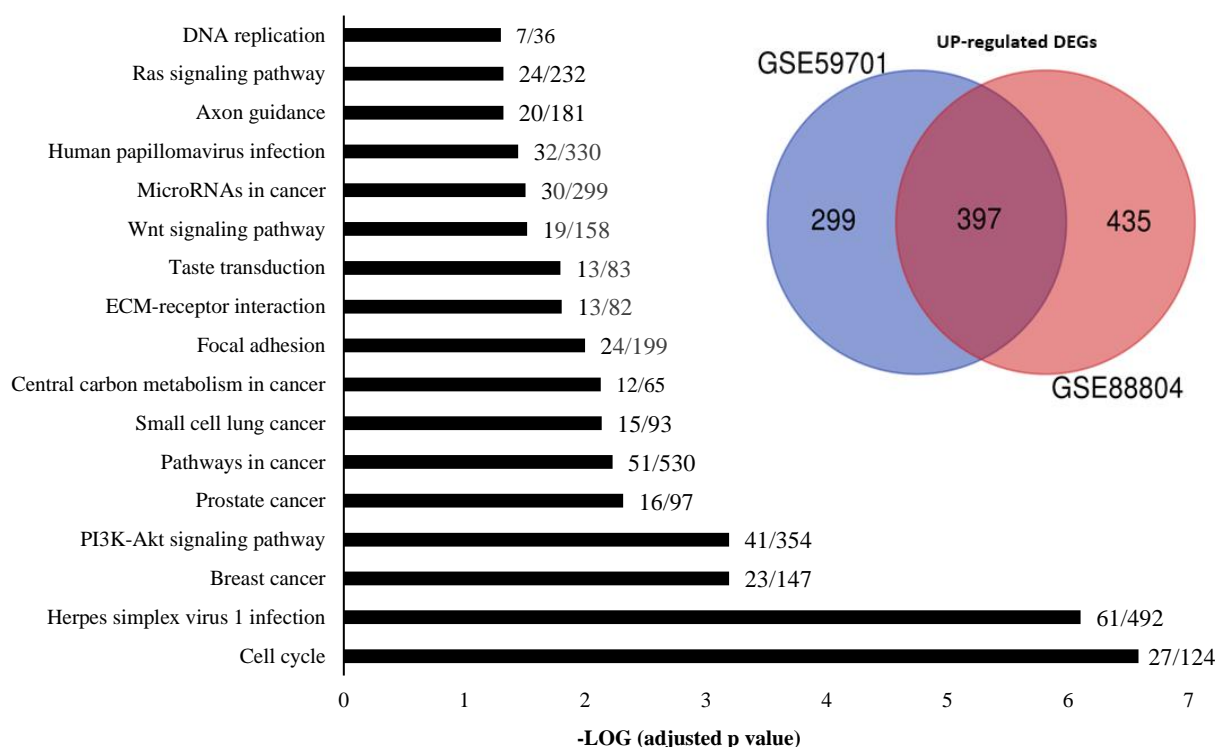 DNA replication 7/36
Ras signaling pathway 24/232
Axon guidance 20/181
Human papillomavirus infection 32/330
MicroRNAs in cancer 30/299
Wnt signaling pathway 19/158
Taste transduction 13/83
ECM-receptor interaction 13/82
Focal adhesion 24/199
Central carbon metabolism in cancer 12/65
Small cell lung cancer 15/93
Pathways in cancer 51/530
Prostate cancer 16/97
PI3K-Akt signaling pathway 41/354
Breast cancer 23/147
Herpes simplex virus 1 infection 61/492
Cell cycle 27/124
0 1 2 3 4 5 6 7
-LOG (adjusted p value)
UP-regulated DEGs
GSE59701
299 397 435
GSE88804